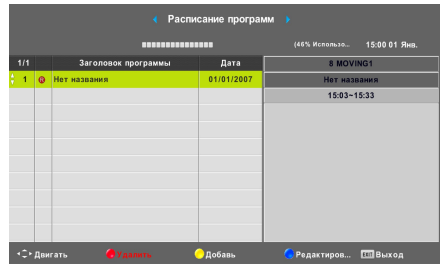 Расписание программ
(46% Использо... 15:00 01 Янв.
1/1 Заголовок программы Дата 8 MOVING1
1 Нет названия 01/01/2007 Нет названия
15:03~15:33
Двигать Удалить Добавь Редактиров... EXIT Выход